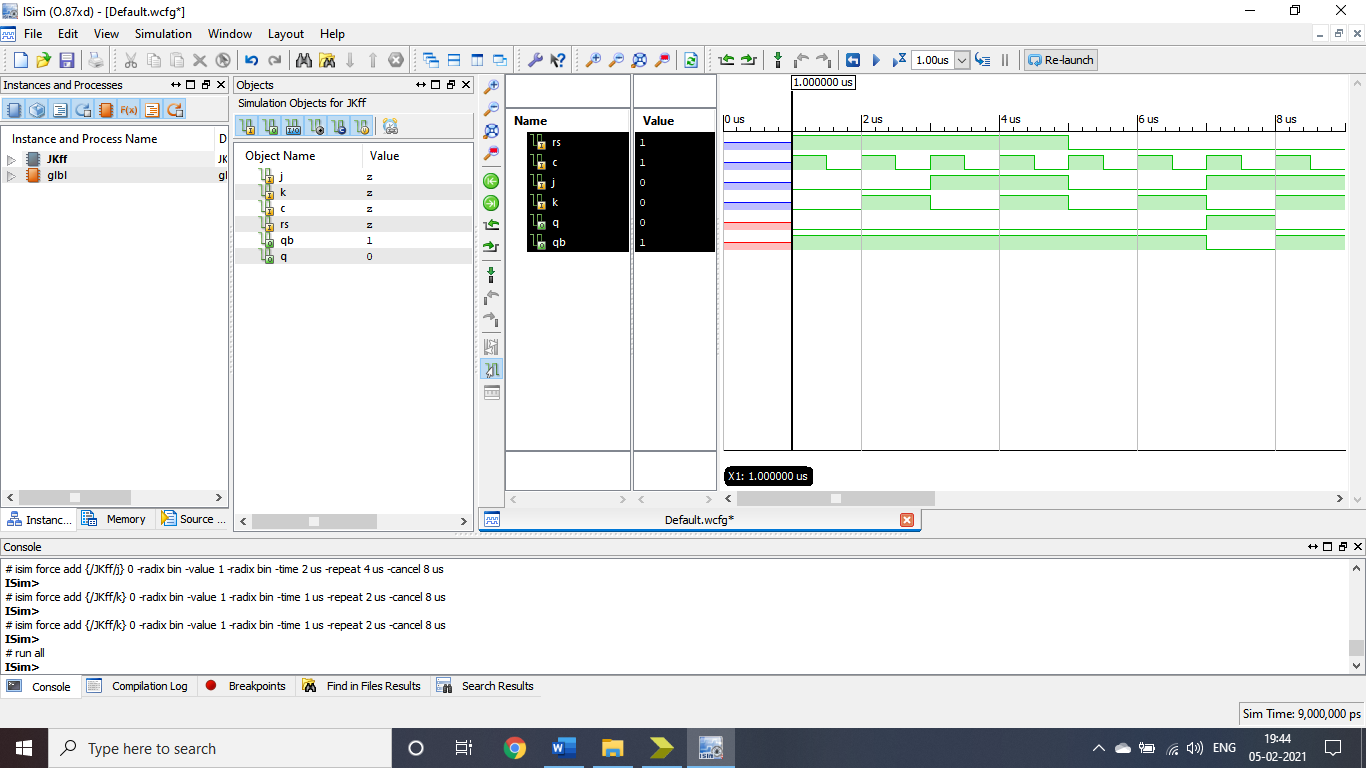 ISim (O.87xd) - [Default.wcfg*]
File Edit View Simulation Window Layout Help
1.00us Re-launch
Instances and Processes
Instance and Process Name D
JKff JK
glbl gl
Instanc... Memory Source ...
Objects
Simulation Objects for JKff
Object Name Value
j z
k z
c z
rs z
qb 1
q 0
Name Value
rs 1
c 1
j 0
k 0
q 0
qb 1
1.000000 us
0 us 2 us 4 us 6 us 8 us
X1: 1.000000 us
Default.wcfg*
Console
# isim force add {/JKff/j} 0 -radix bin -value 1 -radix bin -time 2 us -repeat 4 us -cancel 8 us
ISim>
# isim force add {/JKff/k} 0 -radix bin -value 1 -radix bin -time 1 us -repeat 2 us -cancel 8 us
ISim>
# isim force add {/JKff/k} 0 -radix bin -value 1 -radix bin -time 1 us -repeat 2 us -cancel 8 us
ISim>
# run all
ISim>
Console Compilation Log Breakpoints Find in Files Results Search Results
Sim Time: 9,000,000 ps
Type here to search
ENG
19:44
05-02-2021